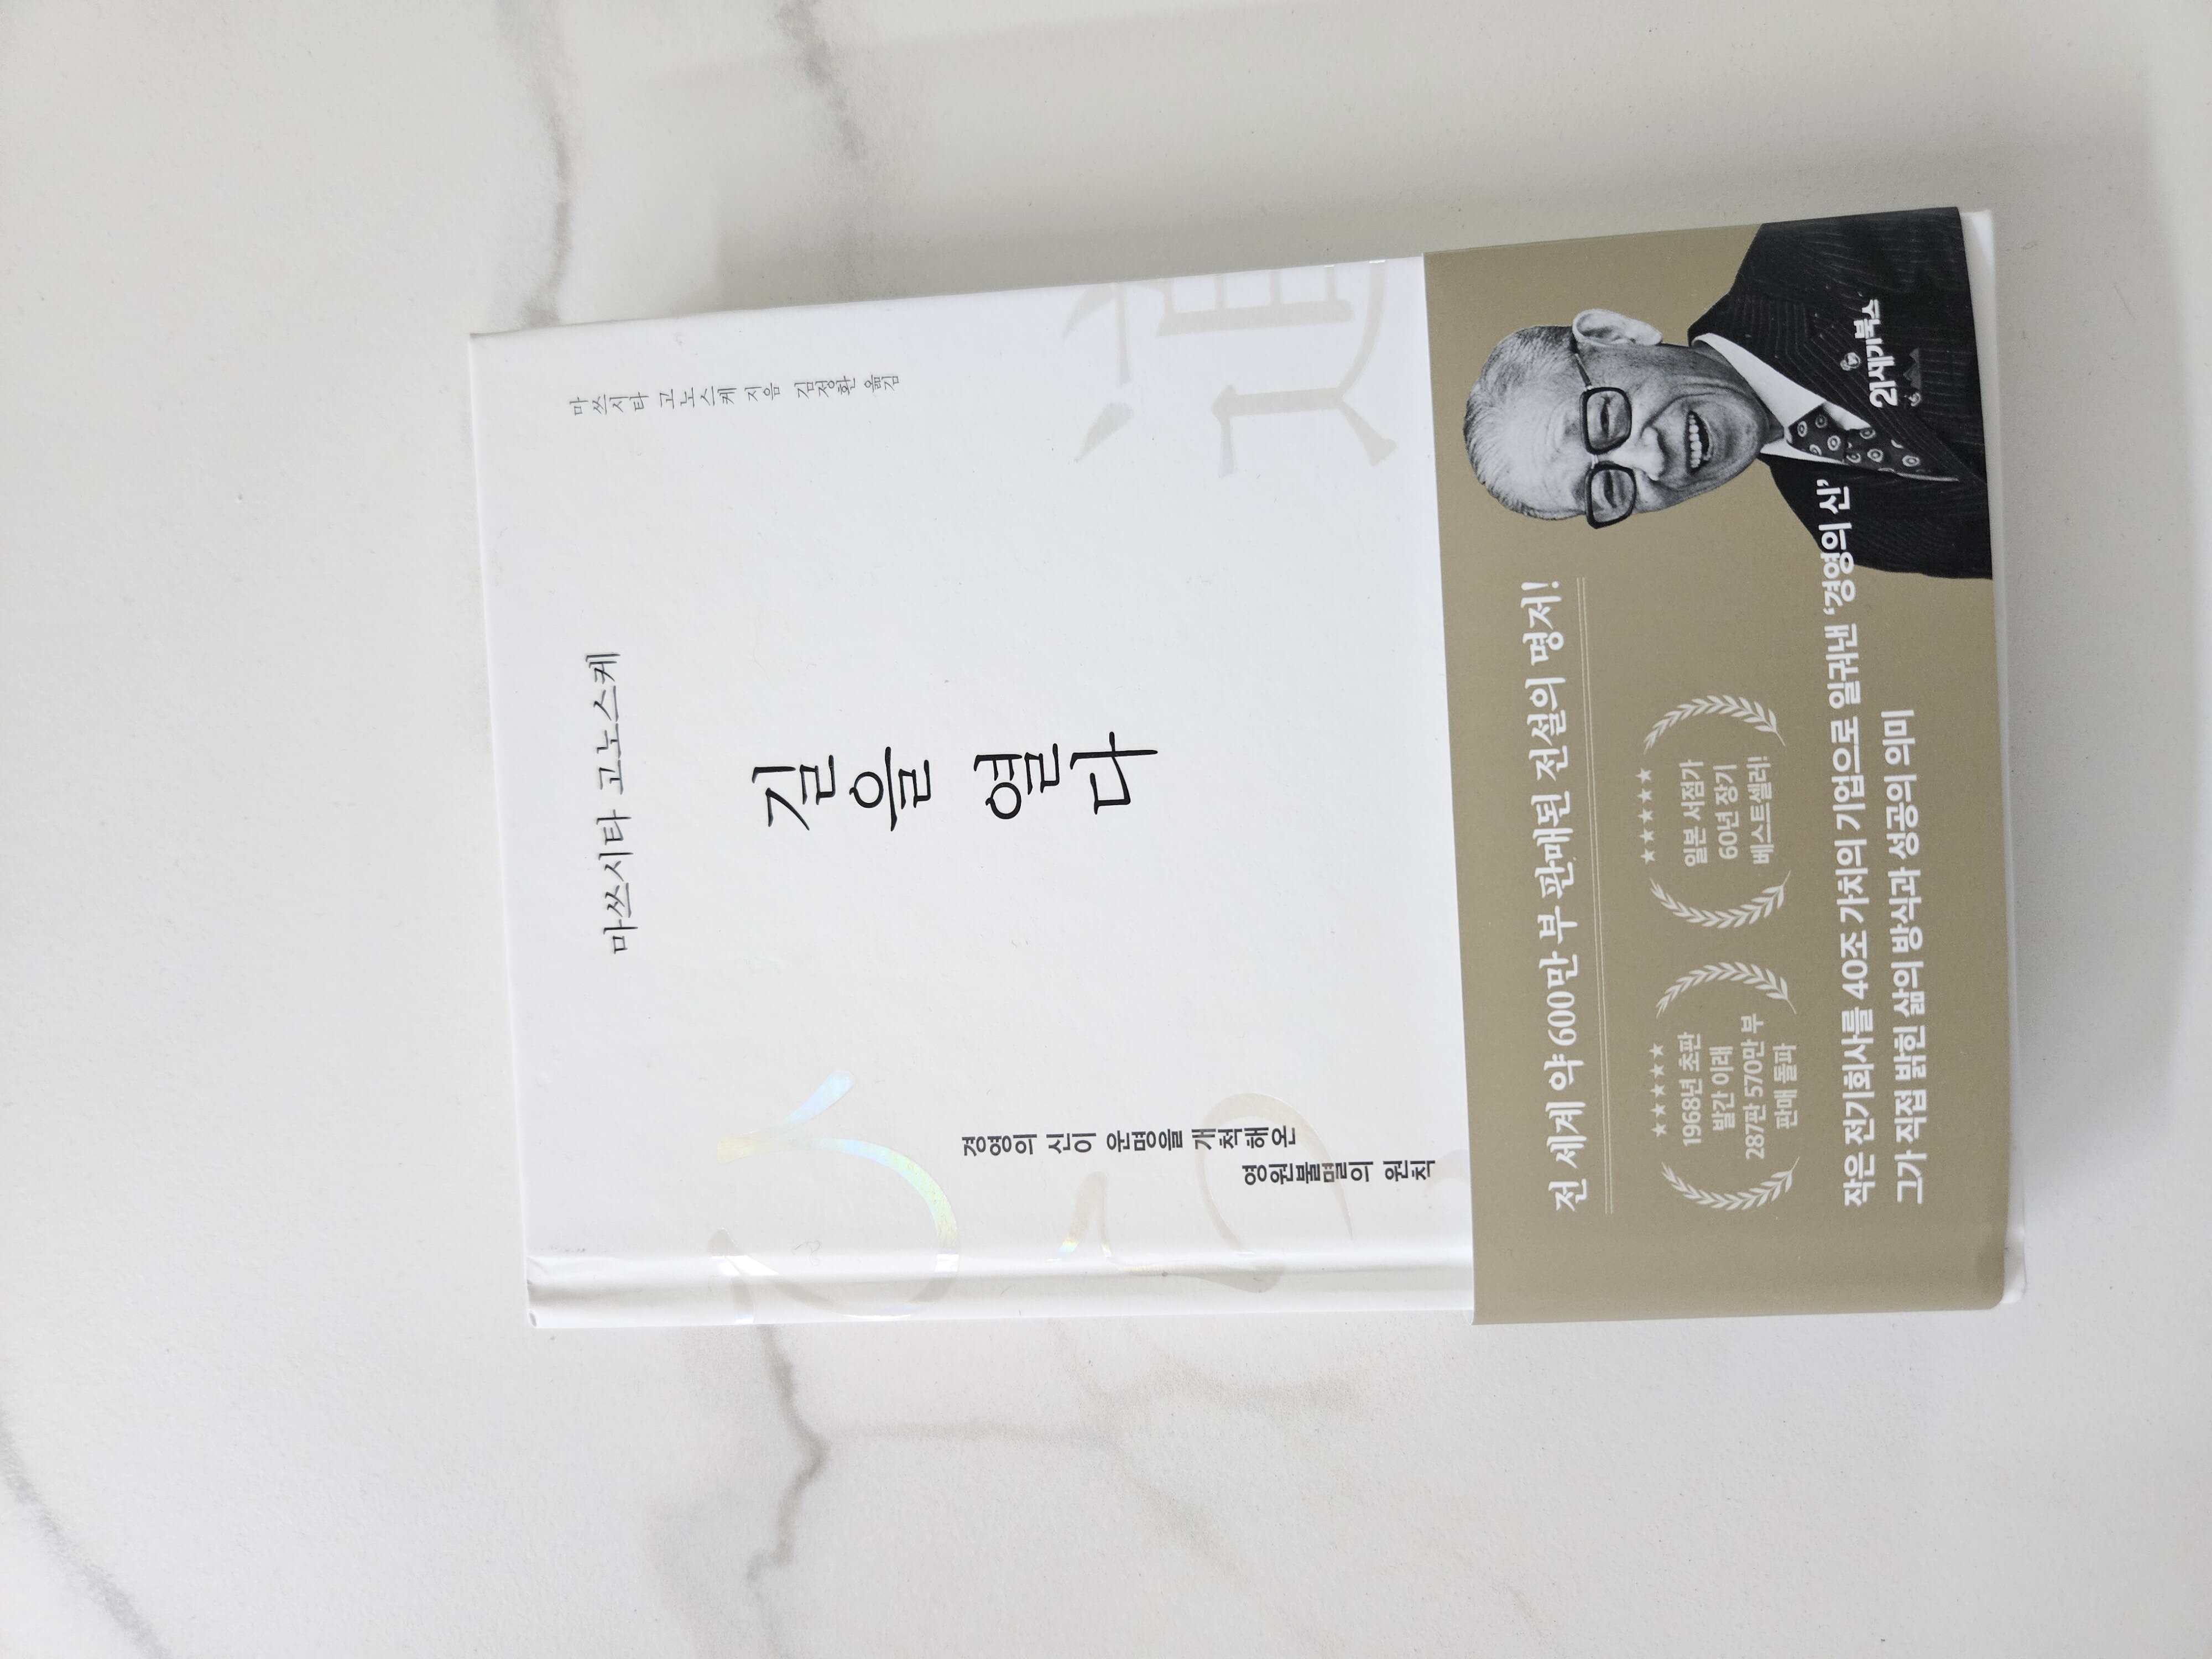 마쓰시타 고노스케 지음 김정환 옮김
마쓰시타 고노스케
길을
열다
경영의 신이 운명을 개척해온
영원불멸의 원칙
道
전 세계 약 600만 부 판매된 전설의 명저!
★★★★★
1968년 초판
발간 이래
287판 570만 부
판매 돌파
★★★★★
일본 서점가
60년 장기
베스트셀러!
작은 전기회사를 40조 가치의 기업으로 일궈낸 ‘경영의 신’
그가 직접 밝힌 삶의 방식과 성공의 의미
21세기북스